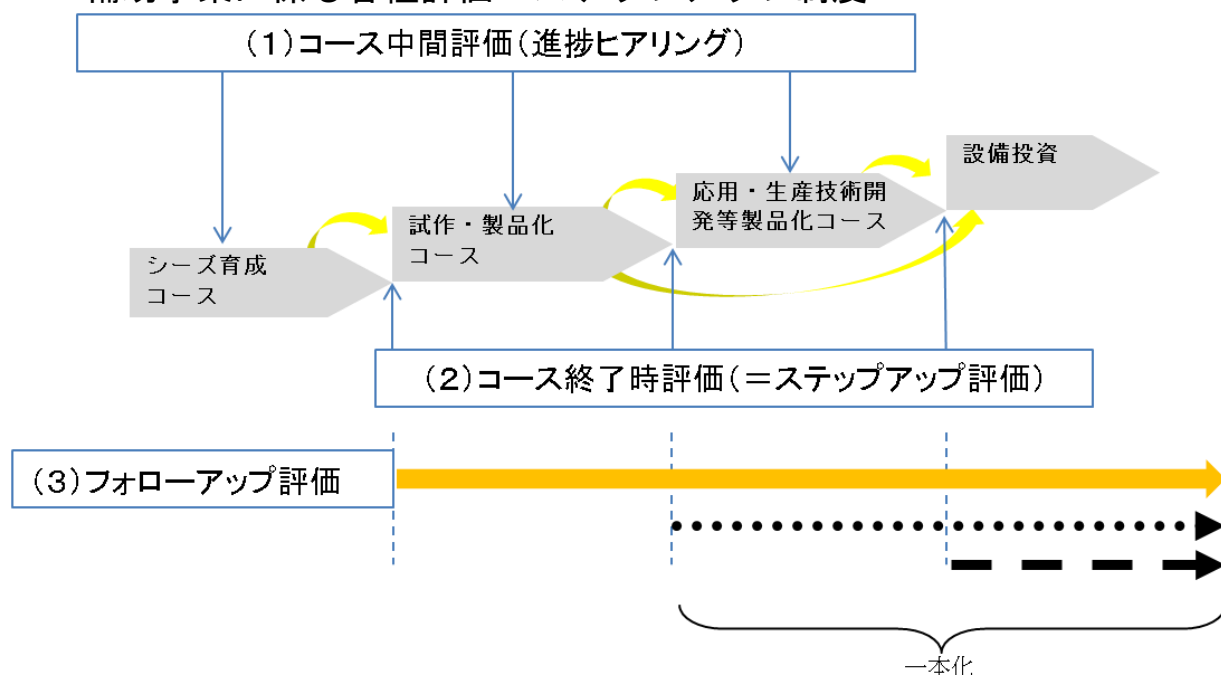 (1)コース中間評価(進捗ヒアリング)
設備投資
応用・生産技術開
発等製品化コース
試作・製品化
コース
シーズ育成
コース
(2)コース終了時評価(=ステップアップ評価)
(3)フォローアップ評価
一本化